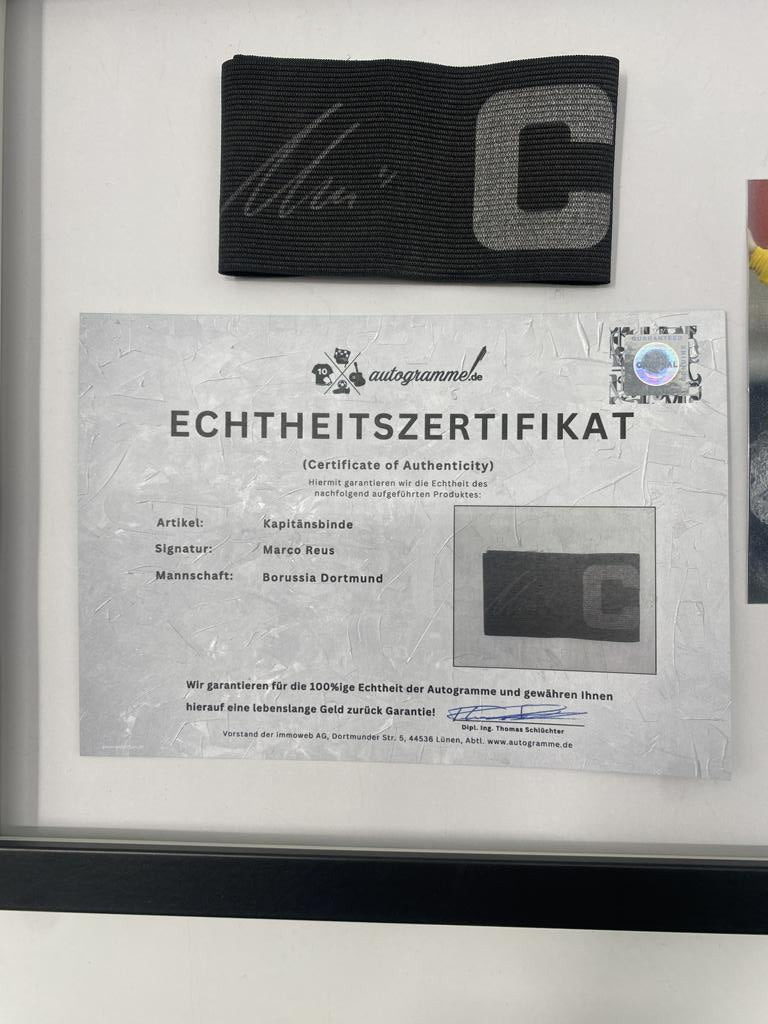 C
10
autogramme.de
GUARANTEED
ECHTHEITSZERTIFIKAT
(Certificate of Authenticity)
Hiermit garantieren wir die Echtheit des
nachfolgend aufgeführten Produktes:
Artikel: Kapitänsbinde
Signatur: Marco Reus
Mannschaft: Borussia Dortmund
C
Wir garantieren für die 100%ige Echtheit der Autogramme und gewähren Ihnen
hierauf eine lebenslange Geld zurück Garantie!
Dipl. Ing. Thomas Schlüchter
Vorstand der immoweb AG, Dortmunder Str. 5, 44536 Lünen, Abtl. www.autogramme.de